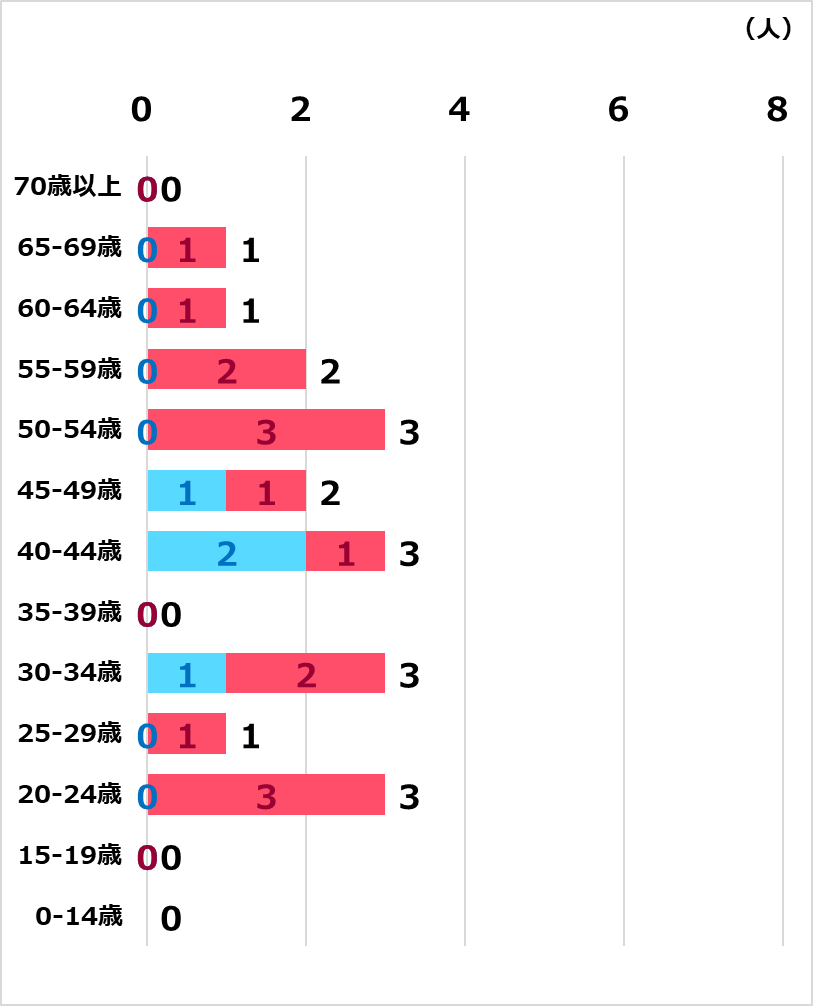 （人）
0 2 4 6 8
70歳以上 0 0
65-69歳 0 1 1
60-64歳 0 1 1
55-59歳 0 2 2
50-54歳 0 3 3
45-49歳 1 1 2
40-44歳 2 1 3
35-39歳 0 0
30-34歳 1 2 3
25-29歳 0 1 1
20-24歳 0 3 3
15-19歳 0 0
0-14歳 0